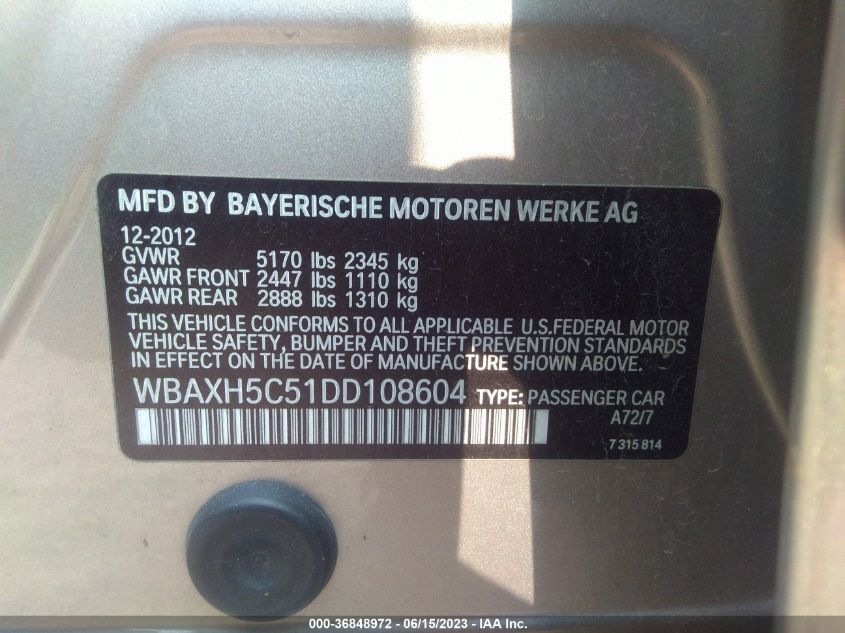 MFD BY BAYERISCHE MOTOREN WERKE AG
12-2012
GVWR 5170 lbs 2345 kg
GAWR FRONT 2447 lbs 1110 kg
GAWR REAR 2888 lbs 1310 kg
THIS VEHICLE CONFORMS TO ALL APPLICABLE U.S.FEDERAL MOTOR
VEHICLE SAFETY, BUMPER AND THEFT PREVENTION STANDARDS
IN EFFECT ON THE DATE OF MANUFACTURE SHOWN ABOVE.
WBAXH5C51DD108604 TYPE: PASSENGER CAR
A72/7
7 315 814
000-36848972 - 06/15/2023 - IAA Inc.